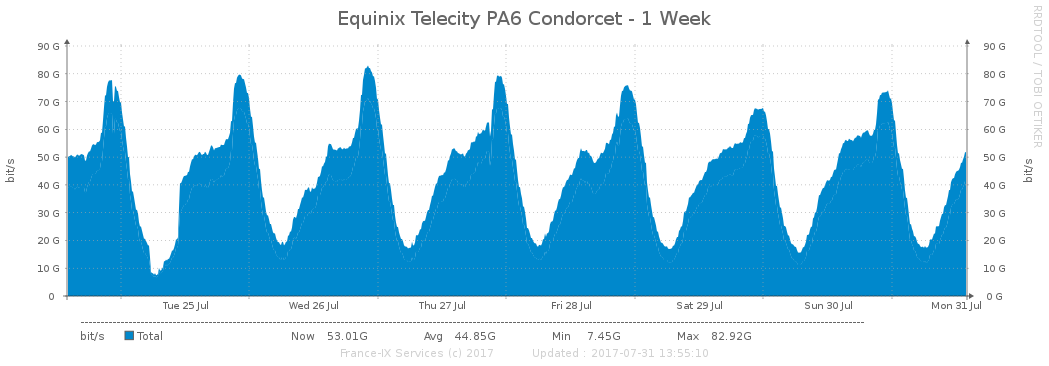 Equinix Telecity PA6 Condorcet - 1 Week
RRDTOOL / TOBI OETIKER
bit/s
90 G
80 G
70 G
60 G
50 G
40 G
30 G
20 G
10 G
0
90 G
80 G
70 G
60 G
50 G
40 G
30 G
20 G
10 G
0 G
bit/s
Tue 25 Jul Wed 26 Jul Thu 27 Jul Fri 28 Jul Sat 29 Jul Sun 30 Jul Mon 31 Jul
bit/s Total Now 53.01G Avg 44.85G Min 7.45G Max 82.92G
France-IX Services (c) 2017 Updated : 2017-07-31 13:55:10